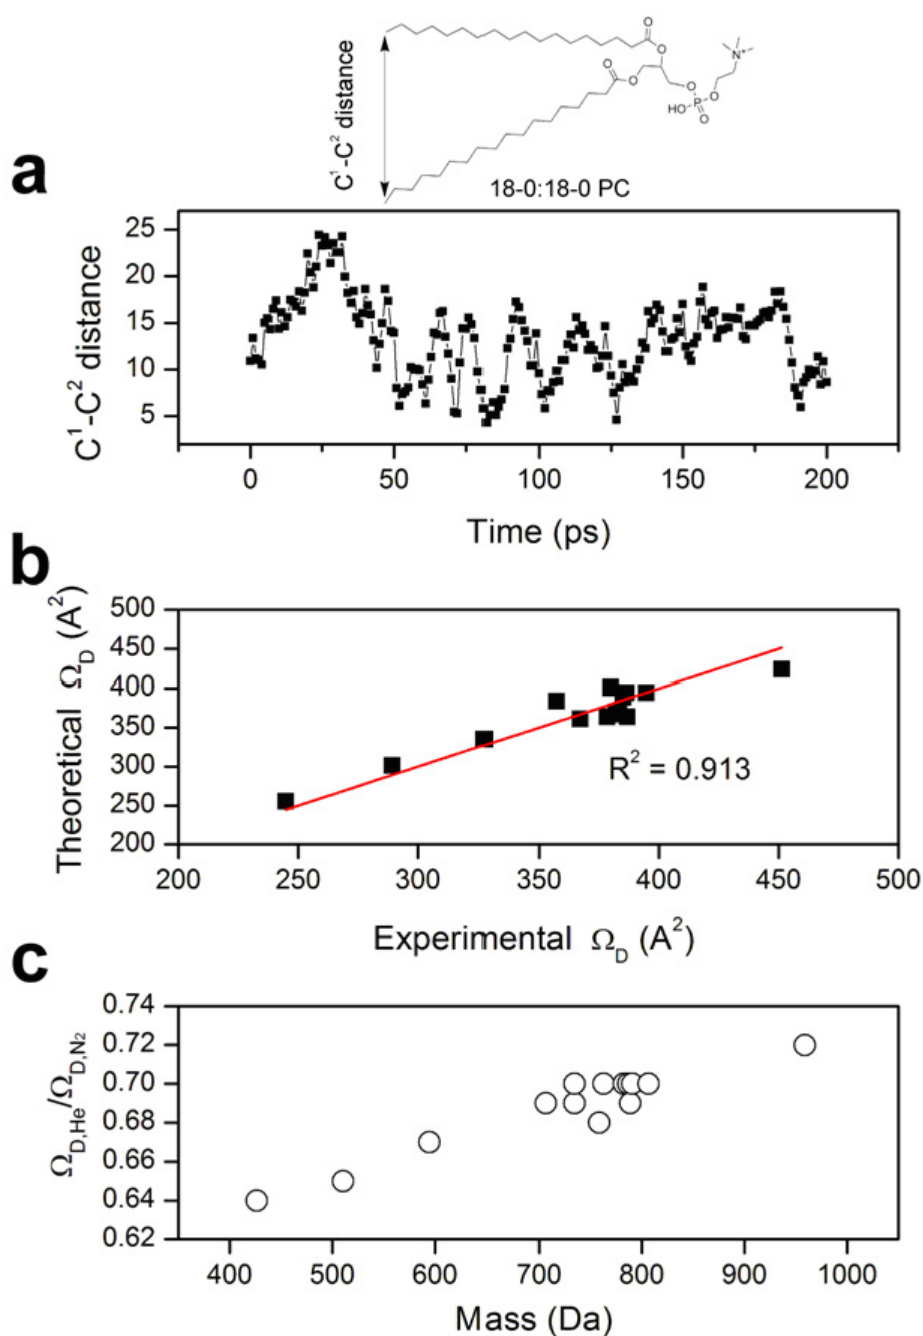 a
C¹-C² distance
O
O
O
O
N⁺
O
O
P
HO
O
18-0:18-0 PC
C¹-C² distance
25
20
15
10
5
0 50 100 150 200
Time (ps)
b
Theoretical Ω_D (A²)
500
450
400
350
300
250
200
R² = 0.913
200 250 300 350 400 450 500
Experimental Ω_D (A²)
c
Ω_D,He/Ω_D,N₂
0.74
0.72
0.70
0.68
0.66
0.64
0.62
400 500 600 700 800 900 1000
Mass (Da)